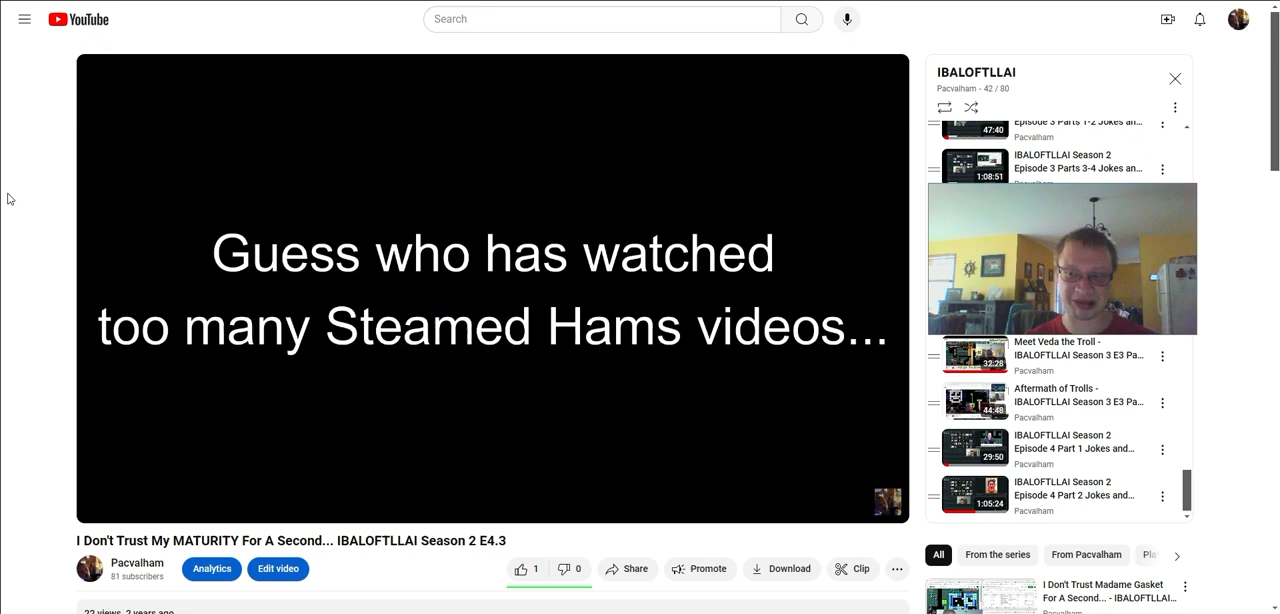 YouTube
Search
Guess who has watched
too many Steamed Hams videos...
I Don't Trust My MATURITY For A Second... IBALOFTLLAI Season 2 E4.3
Pacvalham
81 subscribers
Analytics
Edit video
1
0
Share
Promote
Download
Clip
22 views 2 years ago
IBALOFTLLAI
Pacvalham - 42 / 80
47:40
Episode 3 Parts 1-2 Jokes an...
Pacvalham
1:08:51
IBALOFTLLAI Season 2
Episode 3 Parts 3-4 Jokes an...
32:28
Meet Veda the Troll -
IBALOFTLLAI Season 3 E3 Pa...
Pacvalham
44:48
Aftermath of Trolls -
IBALOFTLLAI Season 3 E3 Pa...
Pacvalham
29:50
IBALOFTLLAI Season 2
Episode 4 Part 1 Jokes and...
Pacvalham
1:05:24
IBALOFTLLAI Season 2
Episode 4 Part 2 Jokes and...
Pacvalham
All
From the series
From Pacvalham
Pla
I Don't Trust Madame Gasket
For A Second... - IBALOFTLLAI...
Pacvalham